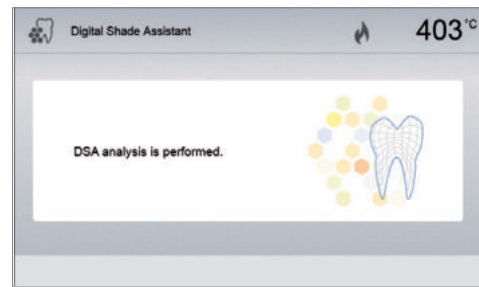 Digital Shade Assistant
403°C
DSA analysis is performed.